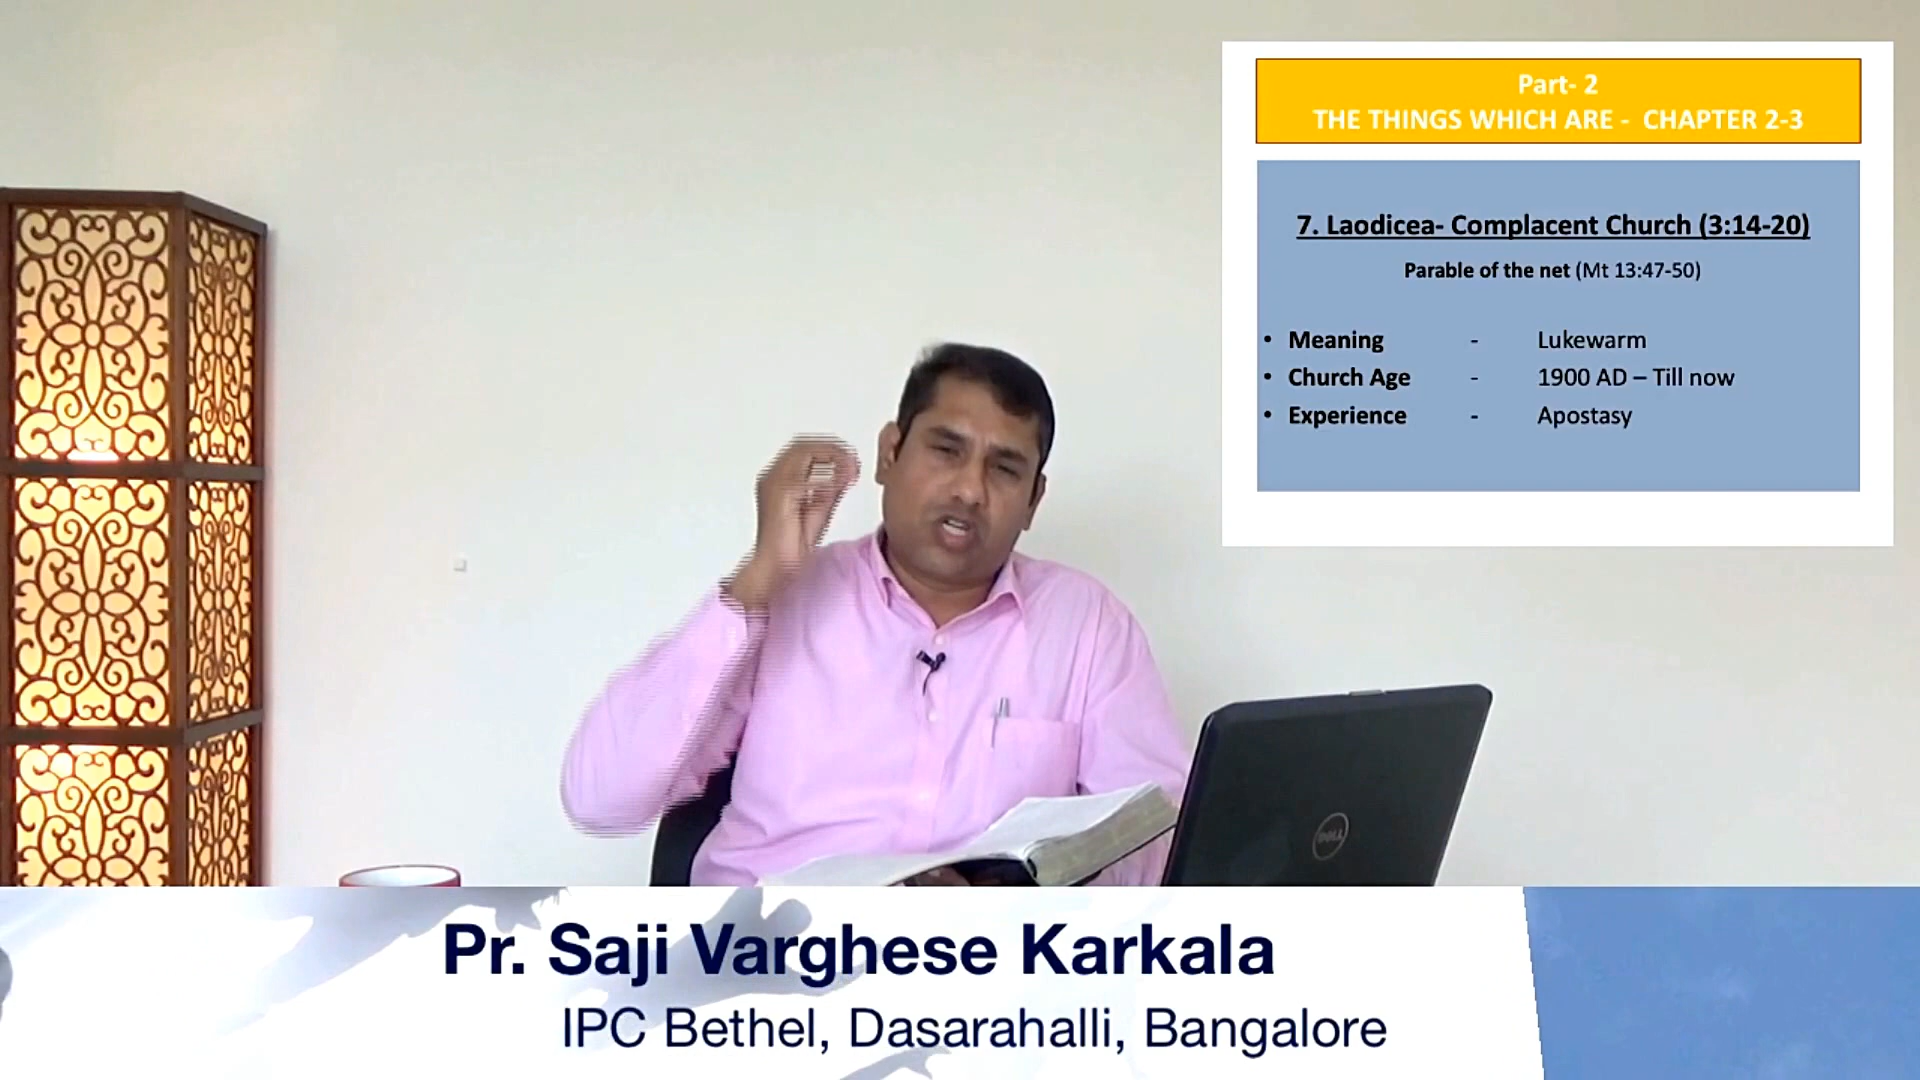 Part- 2
THE THINGS WHICH ARE - CHAPTER 2-3
7. Laodicea- Complacent Church (3:14-20)
Parable of the net (Mt 13:47-50)
• Meaning - Lukewarm
• Church Age - 1900 AD – Till now
• Experience - Apostasy
DELL
Pr. Saji Varghese Karkala
IPC Bethel, Dasarahalli, Bangalore